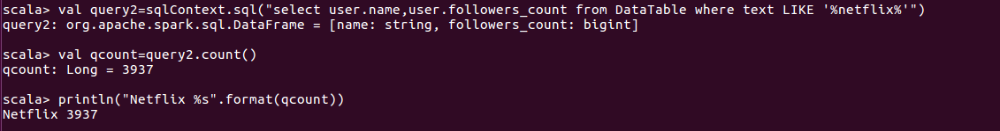 scala> val query2=sqlContext.sql("select user.name,user.followers_count from DataTable where text LIKE '%netflix%'")
query2: org.apache.spark.sql.DataFrame = [name: string, followers_count: bigint]
scala> val qcount=query2.count()
qcount: Long = 3937
scala> println("Netflix %s".format(qcount))
Netflix 3937